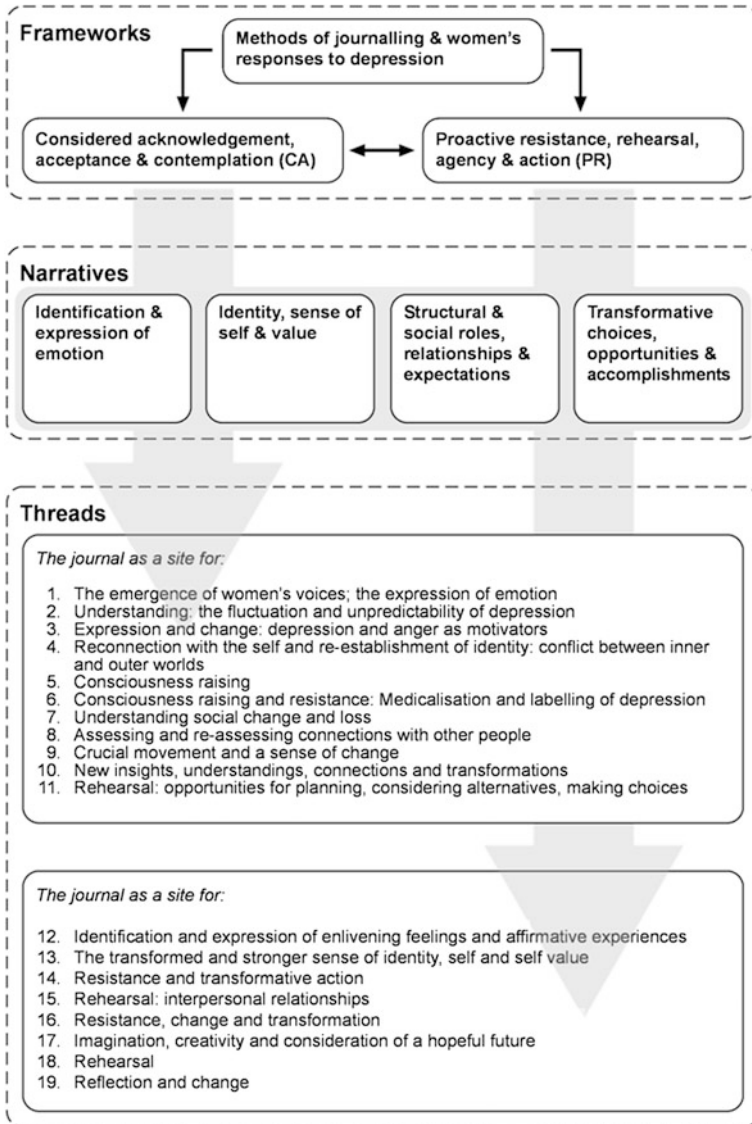 Frameworks
Methods of journalling & women's
responses to depression
Considered acknowledgement,
acceptance & contemplation (CA)
Proactive resistance, rehearsal,
agency & action (PR)
Narratives
Identification &
expression of
emotion
Identity, sense of
self & value
Structural &
social roles,
relationships &
expectations
Transformative
choices,
opportunities &
accomplishments
Threads
The journal as a site for:
1. The emergence of women's voices; the expression of emotion
2. Understanding: the fluctuation and unpredictability of depression
3. Expression and change: depression and anger as motivators
4. Reconnection with the self and re-establishment of identity: conflict between inner
and outer worlds
5. Consciousness raising
6. Consciousness raising and resistance: Medicalisation and labelling of depression
7. Understanding social change and loss
8. Assessing and re-assessing connections with other people
9. Crucial movement and a sense of change
10. New insights, understandings, connections and transformations
11. Rehearsal: opportunities for planning, considering alternatives, making choices
The journal as a site for:
12. Identification and expression of enlivening feelings and affirmative experiences
13. The transformed and stronger sense of identity, self and self value
14. Resistance and transformative action
15. Rehearsal: interpersonal relationships
16. Resistance, change and transformation
17. Imagination, creativity and consideration of a hopeful future
18. Rehearsal
19. Reflection and change